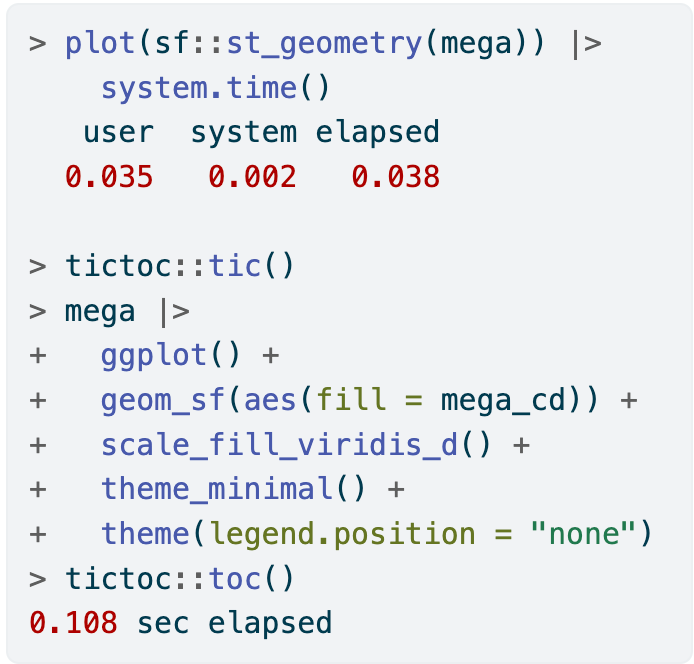 > plot(sf::st_geometry(mega)) |>
    system.time()
   user  system elapsed
  0.035   0.002   0.038

> tictoc::tic()
> mega |>
+   ggplot() +
+   geom_sf(aes(fill = mega_cd)) +
+   scale_fill_viridis_d() +
+   theme_minimal() +
+   theme(legend.position = "none")
> tictoc::toc()
0.108 sec elapsed